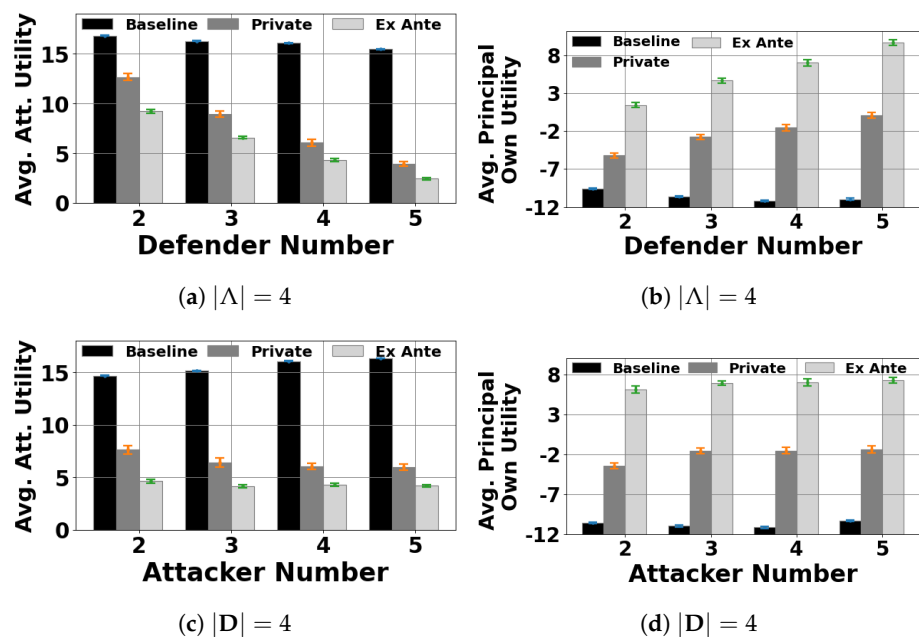 Baseline Private Ex Ante
Avg. Att. Utility
15
10
5
0
2 3 4 5
Defender Number
(a) |Λ| = 4
Baseline Ex Ante
Private
Avg. Principal
Own Utility
8
3
-2
-7
-12
2 3 4 5
Defender Number
(b) |Λ| = 4
Baseline Private Ex Ante
Avg. Att. Utility
15
10
5
0
2 3 4 5
Attacker Number
(c) |D| = 4
Baseline Private Ex Ante
Avg. Principal
Own Utility
8
3
-2
-7
-12
2 3 4 5
Attacker Number
(d) |D| = 4